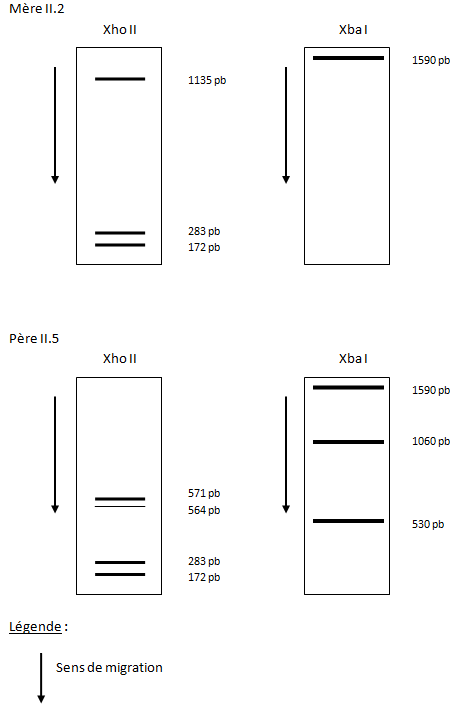 Mère II.2
Xho II
Xba I
1135 pb
1590 pb
283 pb
172 pb
Père II.5
Xho II
Xba I
1590 pb
1060 pb
571 pb
564 pb
530 pb
283 pb
172 pb
Légende :
Sens de migration